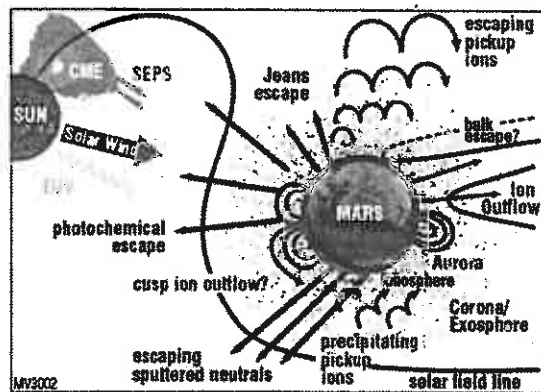 escaping
pickup
ions
CME
SEPS
Jeans
escape
SUN
Solar Wind
bulk
escape?
EUV
MARS
Ion
Outflow
photochemical
escape
Aurora
cusp ion outflow?
Corona/
Exosphere
escaping
sputtered neutrals
precipitating
pickup
ions
solar field line
MV3002